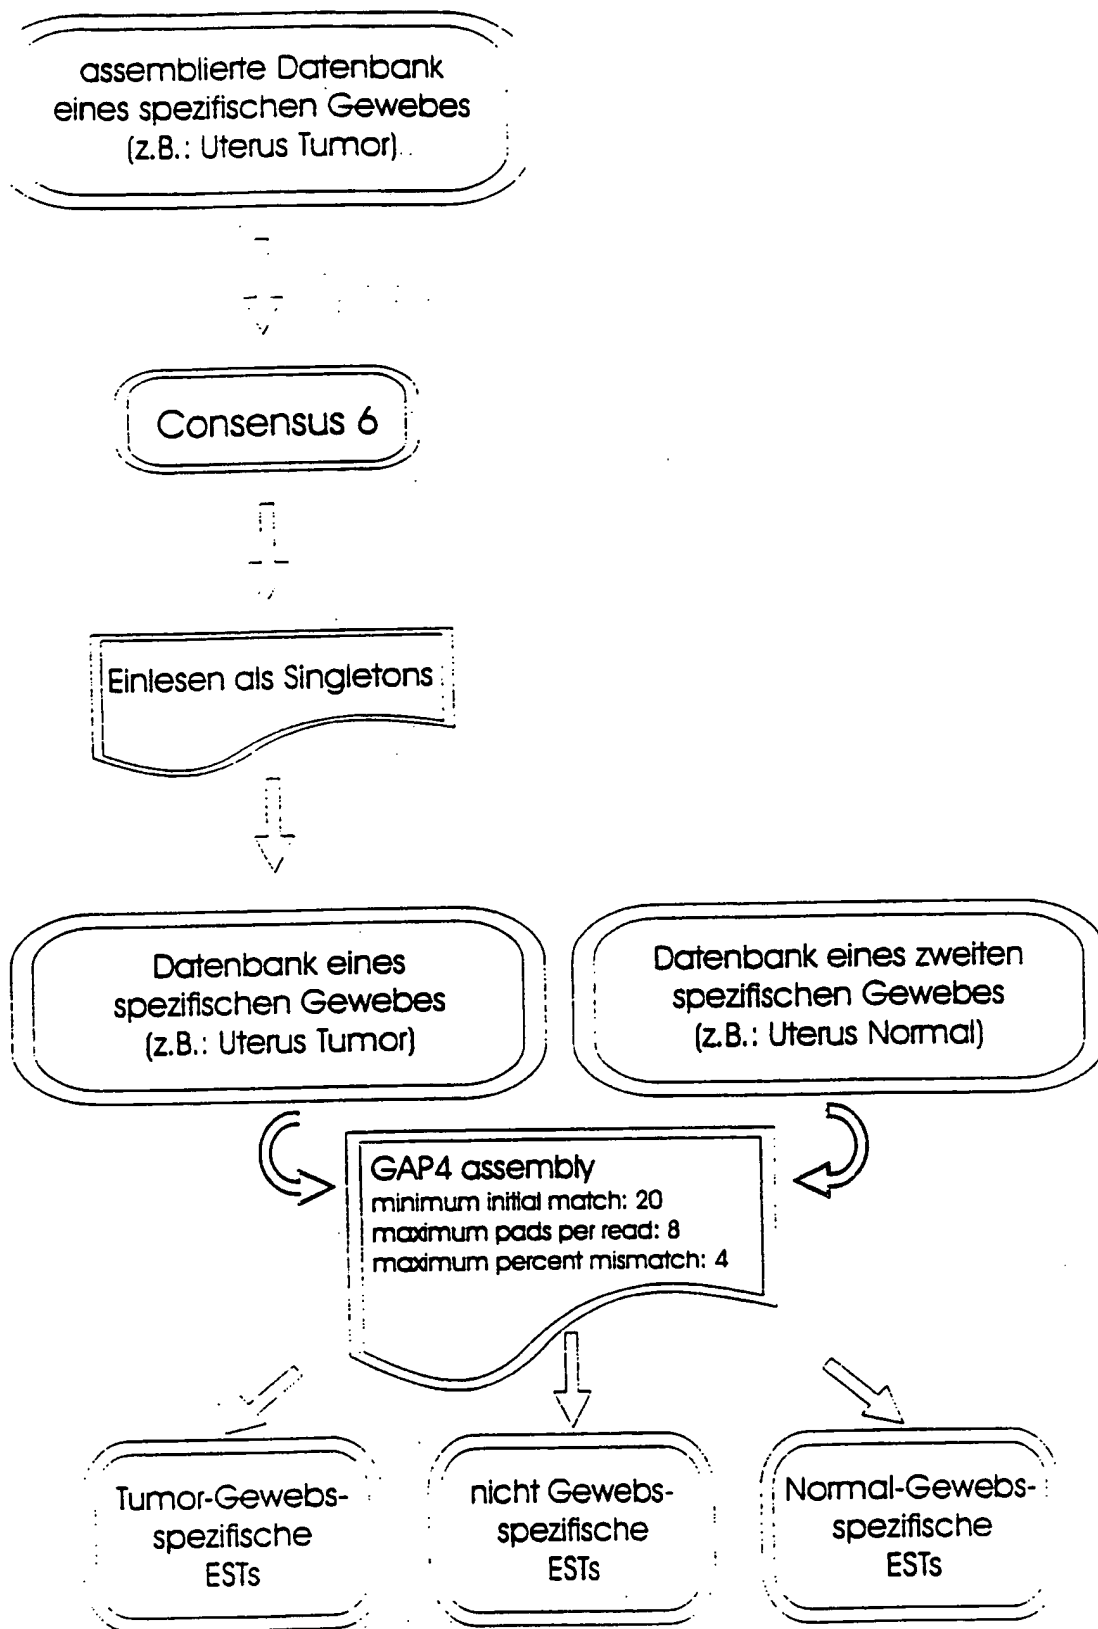 assemblierte Datenbank
eines spezifischen Gewebes
(z.B.: Uterus Tumor)
Consensus 6
Einlesen als Singletons
Datenbank eines
spezifischen Gewebes
(z.B.: Uterus Tumor)
Datenbank eines zweiten
spezifischen Gewebes
(z.B.: Uterus Normal)
GAP4 assembly
minimum initial match: 20
maximum pads per read: 8
maximum percent mismatch: 4
Tumor-Gewebs-
spezifische
ESTs
nicht Gewebs-
spezifische
ESTs
Normal-Gewebs-
spezifische
ESTs